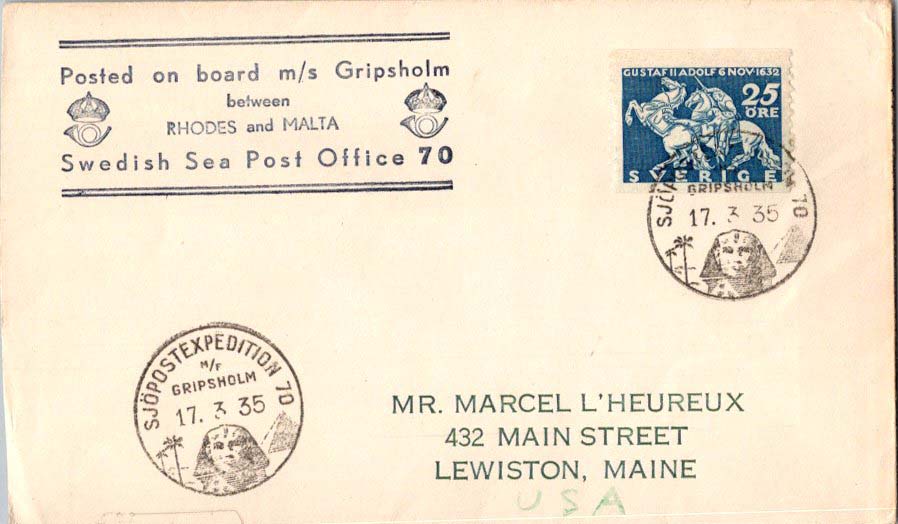 Posted on board m/s Gripsholm
between
RHODES and MALTA
Swedish Sea Post Office 70
GUSTAF II ADOLF 6 NOV·1632
25
ÖRE
SVERIGE
SJÖP 70
GRIPSHOLM
17. 3 35
SJÖPOSTEXPEDITION 70
M/F
GRIPSHOLM
17. 3 35
MR. MARCEL L'HEUREUX
432 MAIN STREET
LEWISTON, MAINE
USA